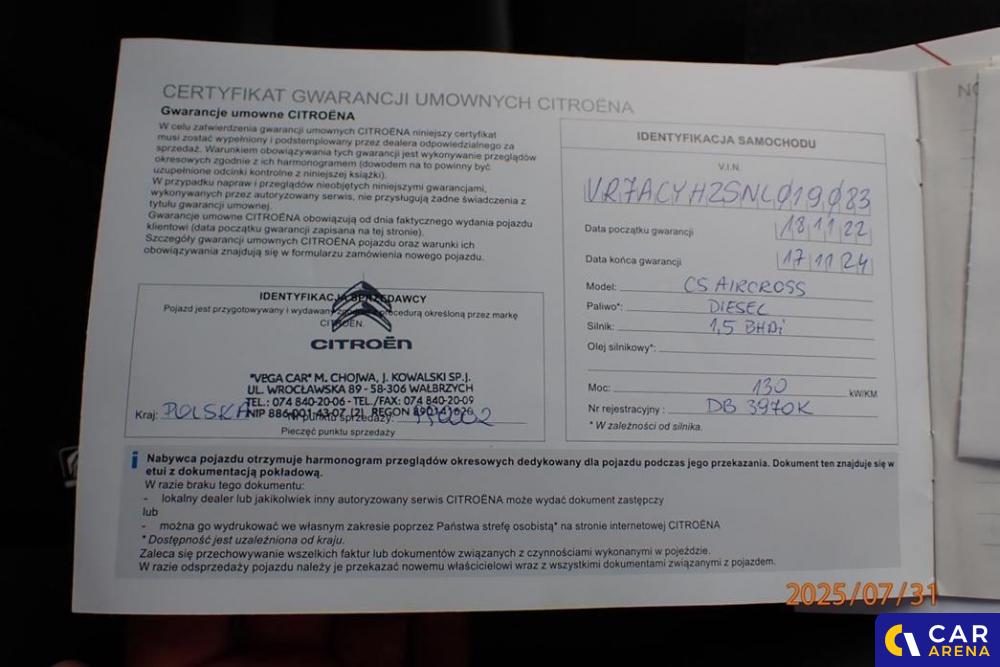 CERTYFIKAT GWARANCJI UMOWNYCH CITROËNA
Gwarancje umowne CITROËNA
W celu zatwierdzenia gwarancji umownych CITROËNA niniejszy certyfikat
musi zostać wypełniony i podstemplowany przez dealera odpowiedzialnego za
sprzedaż. Warunkiem obowiązywania tych gwarancji jest wykonywanie przeglądów
okresowych zgodnie z ich harmonogramem (dowodem na to powinny być
uzupełnione odcinki kontrolne z niniejszej książki).
W przypadku napraw i przeglądów nieobjętych niniejszymi gwarancjami,
wykonywanych przez autoryzowany serwis, nie przysługują żadne świadczenia z
tytułu gwarancji umownej.
Gwarancje umowne CITROËNA obowiązują od dnia faktycznego wydania pojazdu
klientowi (data początku gwarancji zapisana na tej stronie).
Szczegóły gwarancji umownych CITROËNA pojazdu oraz warunki ich
obowiązywania znajdują się w formularzu zamówienia nowego pojazdu.
IDENTYFIKACJA SPRZEDAWCY
Pojazd jest przygotowywany i wydawany zgodnie z procedurą określoną przez markę
CITROËN.
CITROËN
"VEGA CAR" M. CHOJWA, J. KOWALSKI SP.J.
UL. WROCŁAWSKA 89 - 58-306 WAŁBRZYCH
TEL.: 074 840-20-06 - TEL./FAX: 074 840-20-09
NIP 886-001-43-07 (2) REGON
Kraj: POLSKA Nr punktu sprzedaży:
Pieczęć punktu sprzedaży
IDENTYFIKACJA SAMOCHODU
V.I.N.
VR7ACYHZSNL019083
Data początku gwarancji 18 11 22
Data końca gwarancji 17 11 24
Model: C5 AIRCROSS
Paliwo*: DIESEL
Silnik: 1,5 BHDi
Olej silnikowy*:
Moc: 130 kW/KM
Nr rejestracyjny : DB 3970K
* W zależności od silnika.
i Nabywca pojazdu otrzymuje harmonogram przeglądów okresowych dedykowany dla pojazdu podczas jego przekazania. Dokument ten znajduje się w
etui z dokumentacją pokładową.
W razie braku tego dokumentu:
- lokalny dealer lub jakikolwiek inny autoryzowany serwis CITROËNA może wydać dokument zastępczy
lub
- można go wydrukować we własnym zakresie poprzez Państwa strefę osobistą* na stronie internetowej CITROËNA
* Dostępność jest uzależniona od kraju.
Zaleca się przechowywanie wszelkich faktur lub dokumentów związanych z czynnościami wykonanymi w pojeździe.
W razie odsprzedaży pojazdu należy je przekazać nowemu właścicielowi wraz z wszystkimi dokumentami związanymi z pojazdem.
2025/07/31
CAR
ARENA